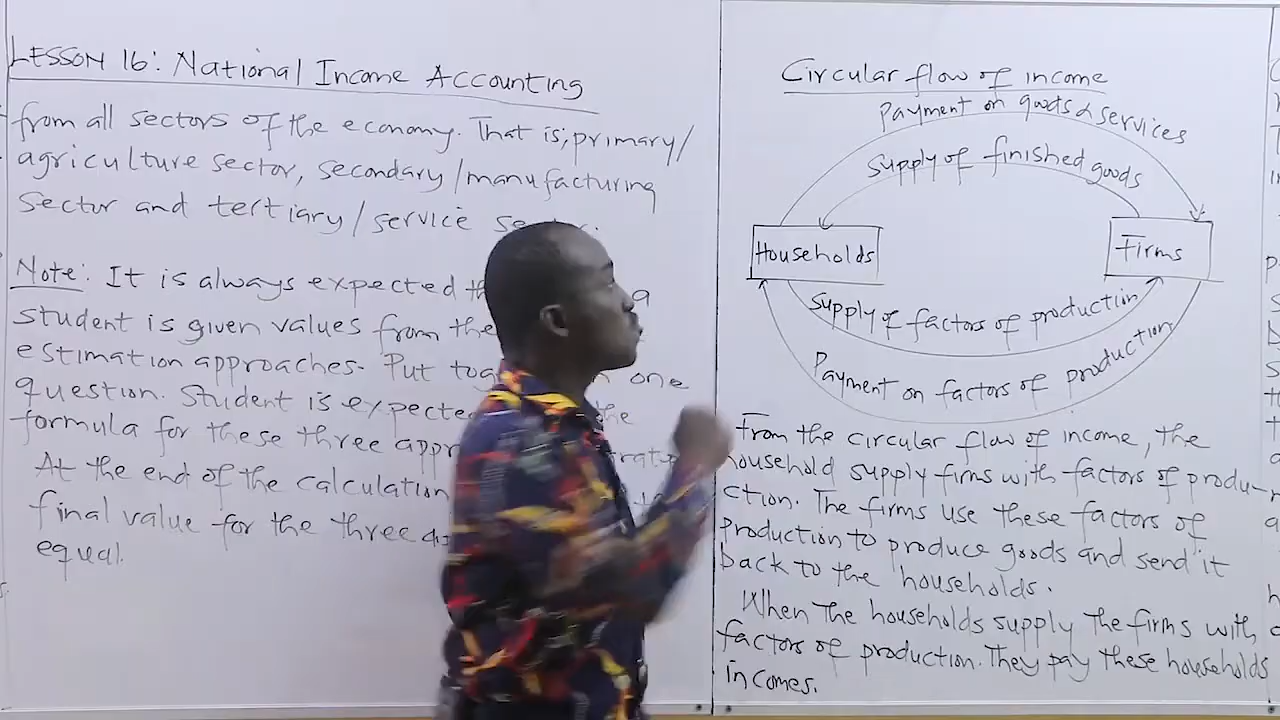 LESSON 16: National Income Accounting
from all sectors of the economy. That is; primary/
agriculture sector, secondary/manufacturing
sector and tertiary/service
Note: It is always expected a
student is given values from the
estimation approaches. Put one
question. Student is the
formula for these three
At the end of the calculation
final value for the three
equal.
Circular flow of income
Payment on goods & services
Supply of finished goods
Households
Firms
Supply of factors of production
Payment on factors of production
From the circular flow of income, the
household supply firms with factors of produ-
ction. The firms use these factors of
production to produce goods and send it
back to the households.
When the households supply the firms with
factors of production. They pay these households
incomes.